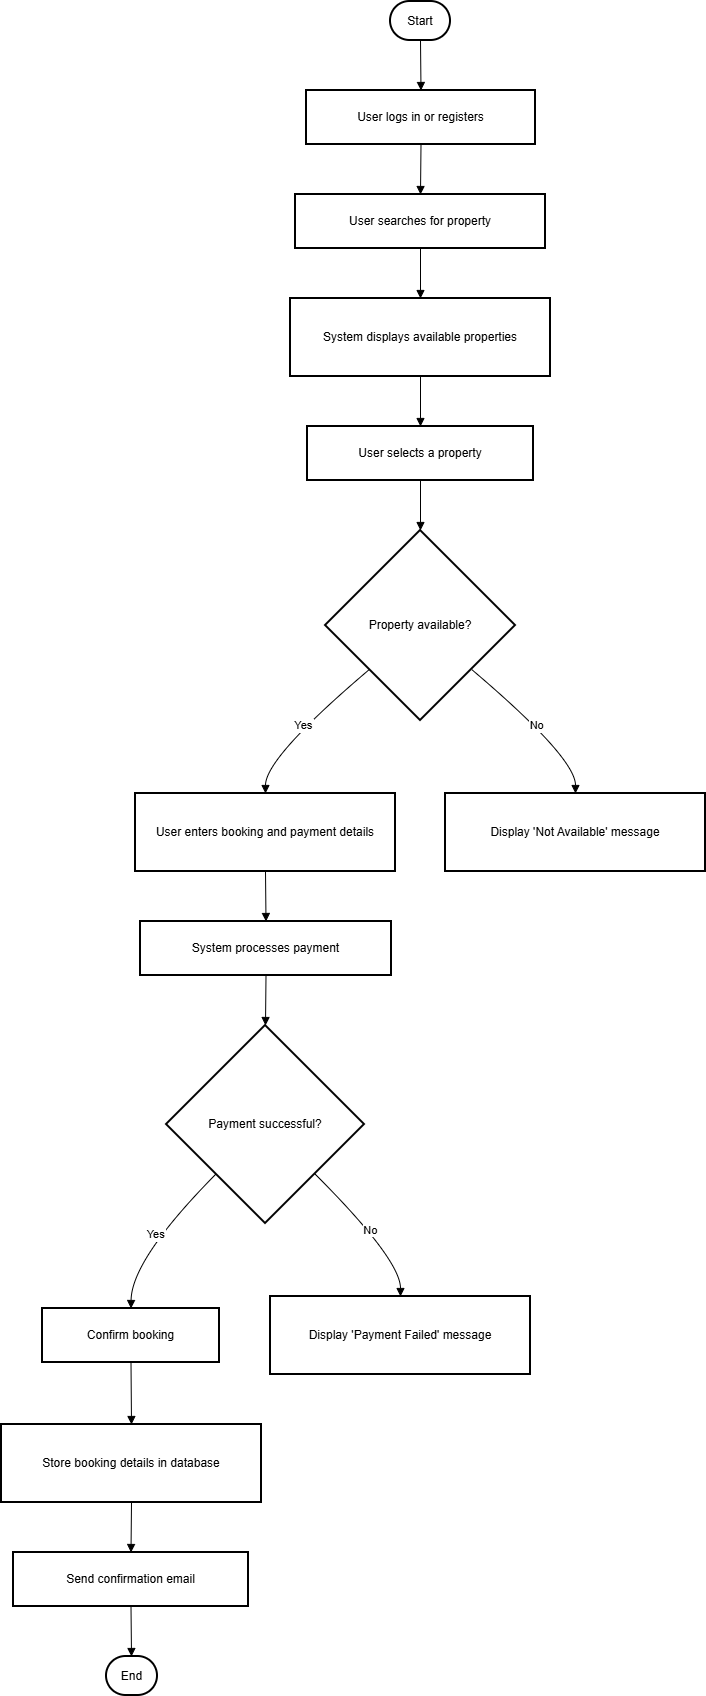 Start
User logs in or registers
User searches for property
System displays available properties
User selects a property
Property available?
Yes
No
User enters booking and payment details
Display 'Not Available' message
System processes payment
Payment successful?
Yes
No
Confirm booking
Display 'Payment Failed' message
Store booking details in database
Send confirmation email
End